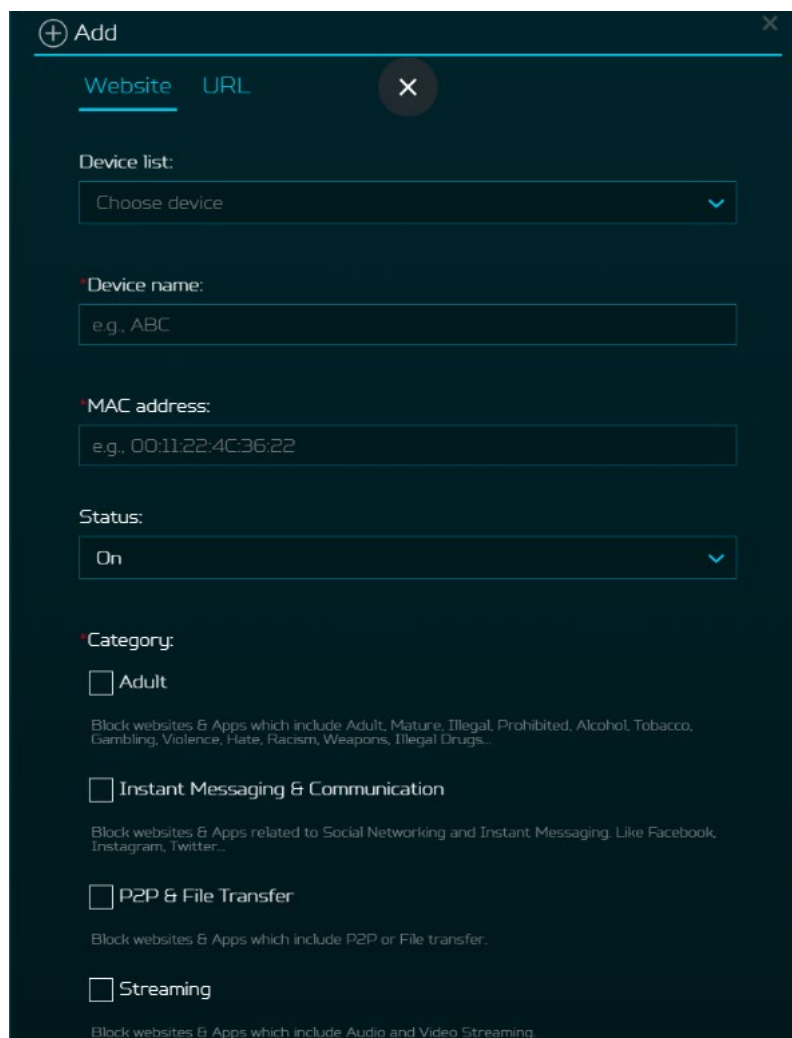 Add
Website URL
Device list:
Choose device
*Device name:
e.g., ABC
*MAC address:
e.g., 00:11:22:4C:36:22
Status:
On
*Category:
Adult
Block websites & Apps which include Adult, Mature, Illegal, Prohibited, Alcohol, Tobacco,
Gambling, Violence, Hate, Racism, Weapons, Illegal Drugs...
Instant Messaging & Communication
Block websites & Apps related to Social Networking and Instant Messaging. Like Facebook,
Instagram, Twitter...
P2P & File Transfer
Block websites & Apps which include P2P or File transfer.
Streaming
Block websites & Apps which include Audio and Video Streaming.